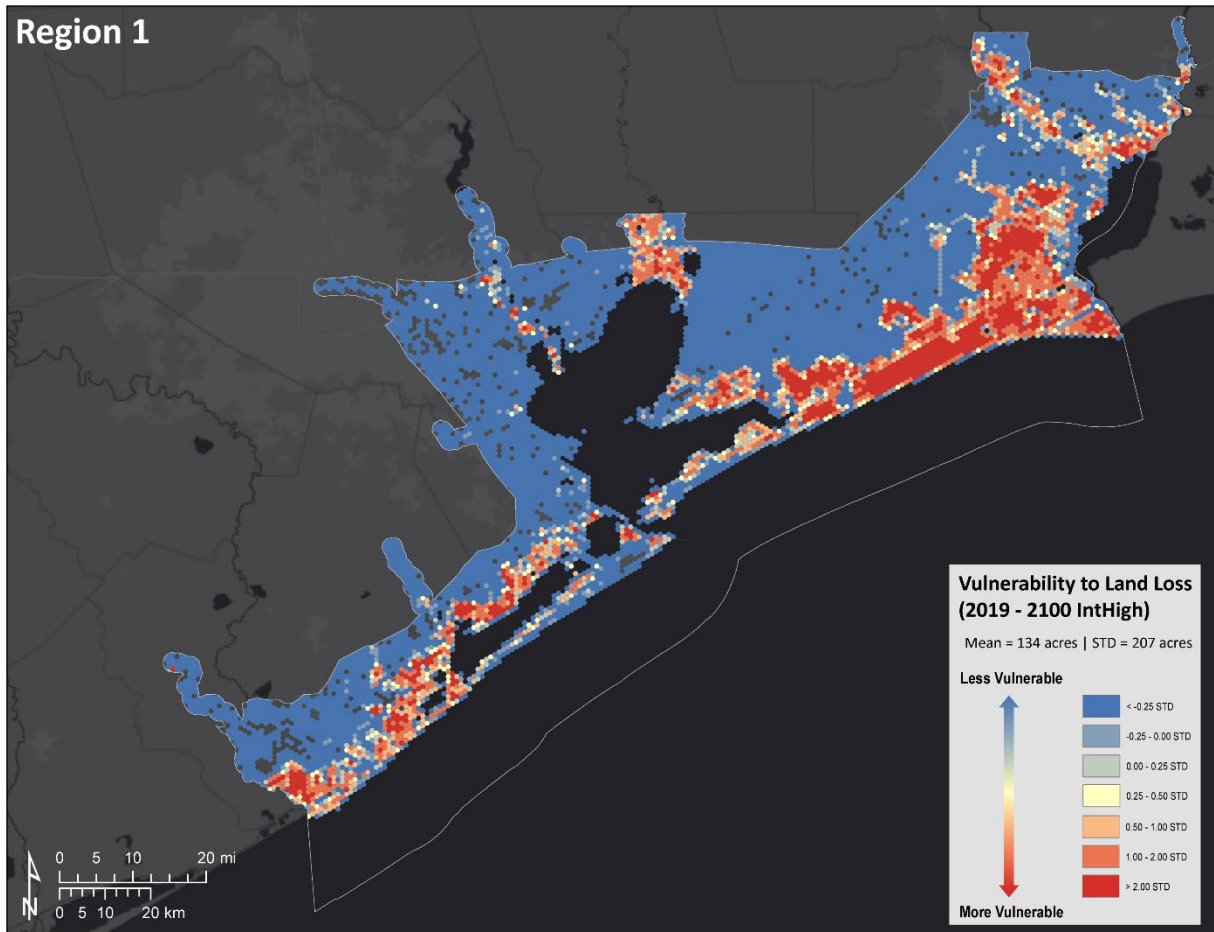 Region 1
Vulnerability to Land Loss
(2019 - 2100 IntHigh)
Mean = 134 acres | STD = 207 acres
Less Vulnerable
< -0.25 STD
-0.25 - 0.00 STD
0.00 - 0.25 STD
0.25 - 0.50 STD
0.50 - 1.00 STD
1.00 - 2.00 STD
> 2.00 STD
More Vulnerable
0 5 10 20 mi
0 5 10 20 km
N